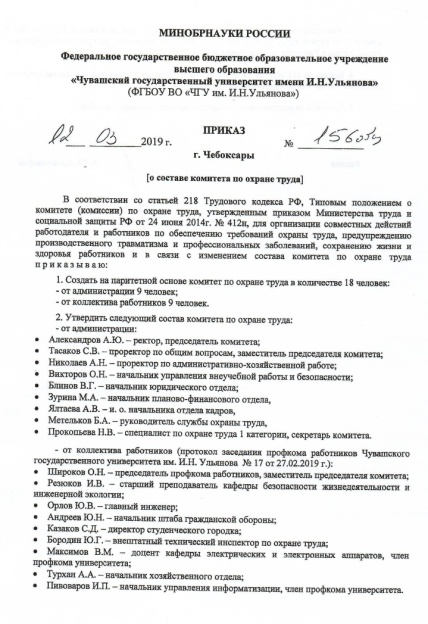 МИНОБРНАУКИ РОССИИ
Федеральное государственное бюджетное образовательное учреждение
высшего образования
«Чувашский государственный университет имени И.Н.Ульянова»
(ФГБОУ ВО «ЧГУ им. И.Н.Ульянова»)
12 03 2019 г. ПРИКАЗ № 156
г. Чебоксары
[о составе комитета по охране труда]
В соответствии со статьей 218 Трудового кодекса РФ, Типовым положением о
комитете (комиссии) по охране труда, утвержденным приказом Министерства труда и
социальной защиты РФ от 24 июня 2014г. № 412н, для организации совместных действий
работодателя и работников по обеспечению требований охраны труда, предупреждению
производственного травматизма и профессиональных заболеваний, сохранению жизни и
здоровья работников и в связи с изменением состава комитета по охране труда
п р и к а з ы в а ю:
1. Создать на паритетной основе комитет по охране труда в количестве 18 человек:
- от администрации 9 человек;
- от коллектива работников 9 человек.
2. Утвердить следующий состав комитета по охране труда:
- от администрации:
• Александров А.Ю. – ректор, председатель комитета;
• Тасаков С.В. – проректор по общим вопросам, заместитель председателя комитета;
• Николаев А.Н. – проректор по административно-хозяйственной работе;
• Викторов О.Н. – начальник управления внеучебной работы и безопасности;
• Блинов В.Г. – начальник юридического отдела;
• Зурина М.А. – начальник планово-финансового отдела,
• Ялтаева А.В. – и. о. начальника отдела кадров,
• Метельков Б.А. – руководитель службы охраны труда,
• Прокопьева Н.В. – специалист по охране труда 1 категории, секретарь комитета.
- от коллектива работников (протокол заседания профкома работников Чувашского
государственного университета им. И.Н. Ульянова № 17 от 27.02.2019 г.):
• Широков О.Н. – председатель профкома работников, заместитель председателя комитета;
• Резюков И.В. – старший преподаватель кафедры безопасности жизнедеятельности и
инженерной экологии;
• Орлов Ю.В. – главный инженер;
• Андреев Ю.Н. – начальник штаба гражданской обороны;
• Казаков С.Д. – директор студенческого городка;
• Бородин Ю.Г. – внештатный технический инспектор по охране труда;
• Максимов В.М. – доцент кафедры электрических и электронных аппаратов, член
профкома университета;
• Турхан А.А. – начальник хозяйственного отдела;
• Пивоваров И.П. – начальник управления информатизации, член профкома университета.